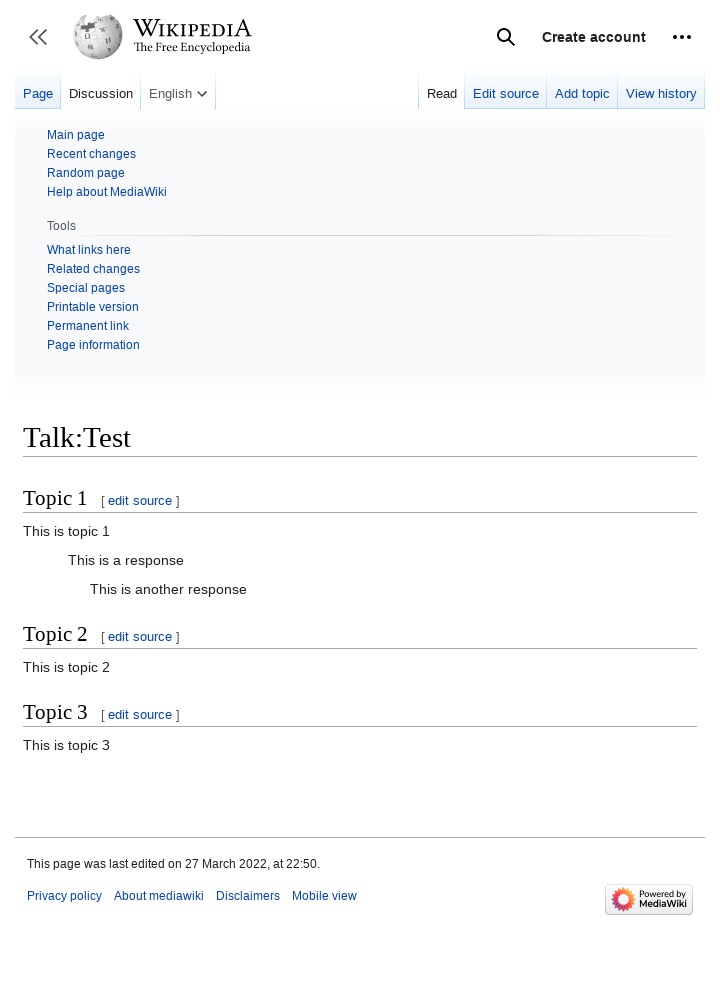 WIKIPEDIA
The Free Encyclopedia
Create account
Page Discussion English Read Edit source Add topic View history
Main page
Recent changes
Random page
Help about MediaWiki
Tools
What links here
Related changes
Special pages
Printable version
Permanent link
Page information
Talk:Test
Topic 1 [ edit source ]
This is topic 1
This is a response
This is another response
Topic 2 [ edit source ]
This is topic 2
Topic 3 [ edit source ]
This is topic 3
This page was last edited on 27 March 2022, at 22:50.
Privacy policy About mediawiki Disclaimers Mobile view
Powered by
MediaWiki